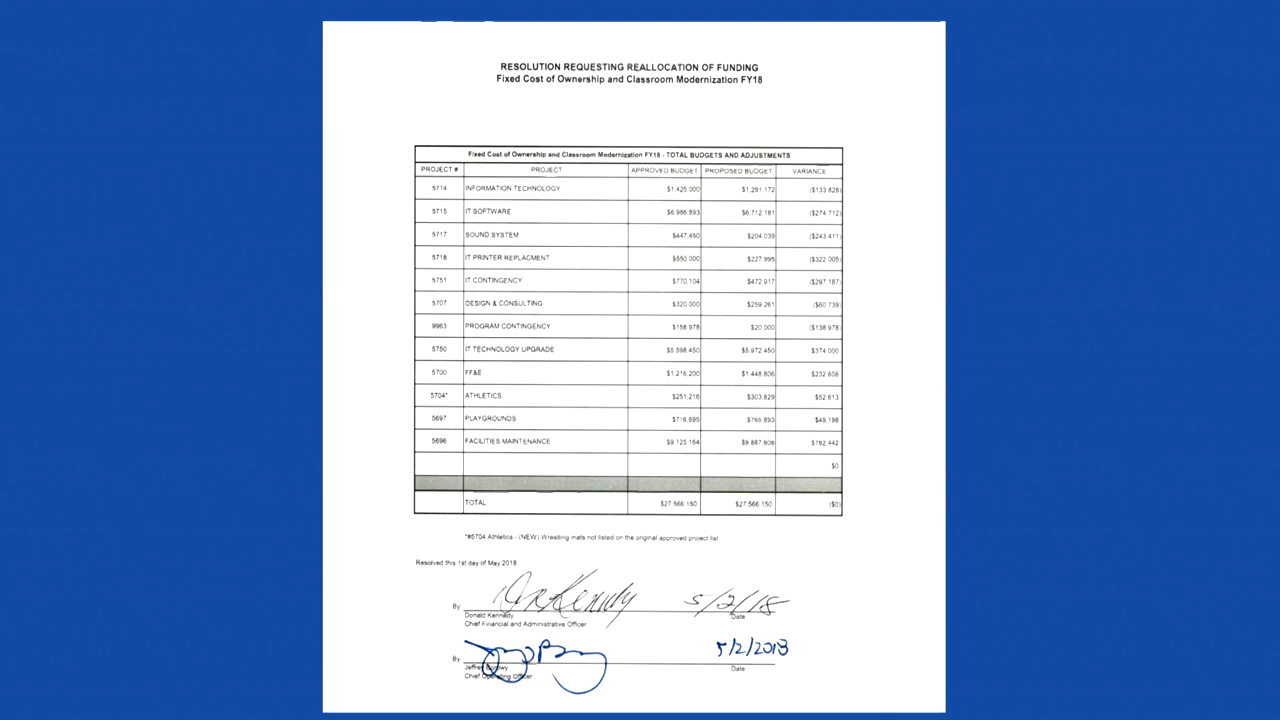 RESOLUTION REQUESTING REALLOCATION OF FUNDING
Fixed Cost of Ownership and Classroom Modernization FY18
Fixed Cost of Ownership and Classroom Modernization FY18 - TOTAL BUDGETS AND ADJUSTMENTS
PROJECT # PROJECT APPROVED BUDGET PROPOSED BUDGET VARIANCE
5714 INFORMATION TECHNOLOGY $1,425,000 $1,291,172 ($133,828)
5715 IT SOFTWARE $6,986,893 $6,712,181 ($274,712)
5717 SOUND SYSTEM $447,450 $204,039 ($243,411)
5718 IT PRINTER REPLACMENT $550,000 $227,995 ($322,005)
5751 IT CONTINGENCY $770,104 $472,917 ($297,187)
5707 DESIGN & CONSULTING $320,000 $259,261 ($60,739)
9963 PROGRAM CONTINGENCY $158,978 $20,000 ($138,978)
5750 IT TECHNOLOGY UPGRADE $5,598,450 $5,972,450 $374,000
5700 FF&E $1,216,200 $1,448,806 $232,606
5704* ATHLETICS $251,216 $303,829 $52,613
5697 PLAYGROUNDS $716,695 $765,893 $49,198
5696 FACILITIES MAINTENANCE $9,125,164 $9,887,606 $762,442
$0
TOTAL $27,566,150 $27,566,150 ($0)
*#5704 Athletics - (NEW) Wrestling mats not listed on the original approved project list
Resolved this 1st day of May 2018
By 5/2/18
Donald Kennedy Date
Chief Financial and Administrative Officer
By 5/2/2018
Jeffrey Borowy Date
Chief Operating Officer